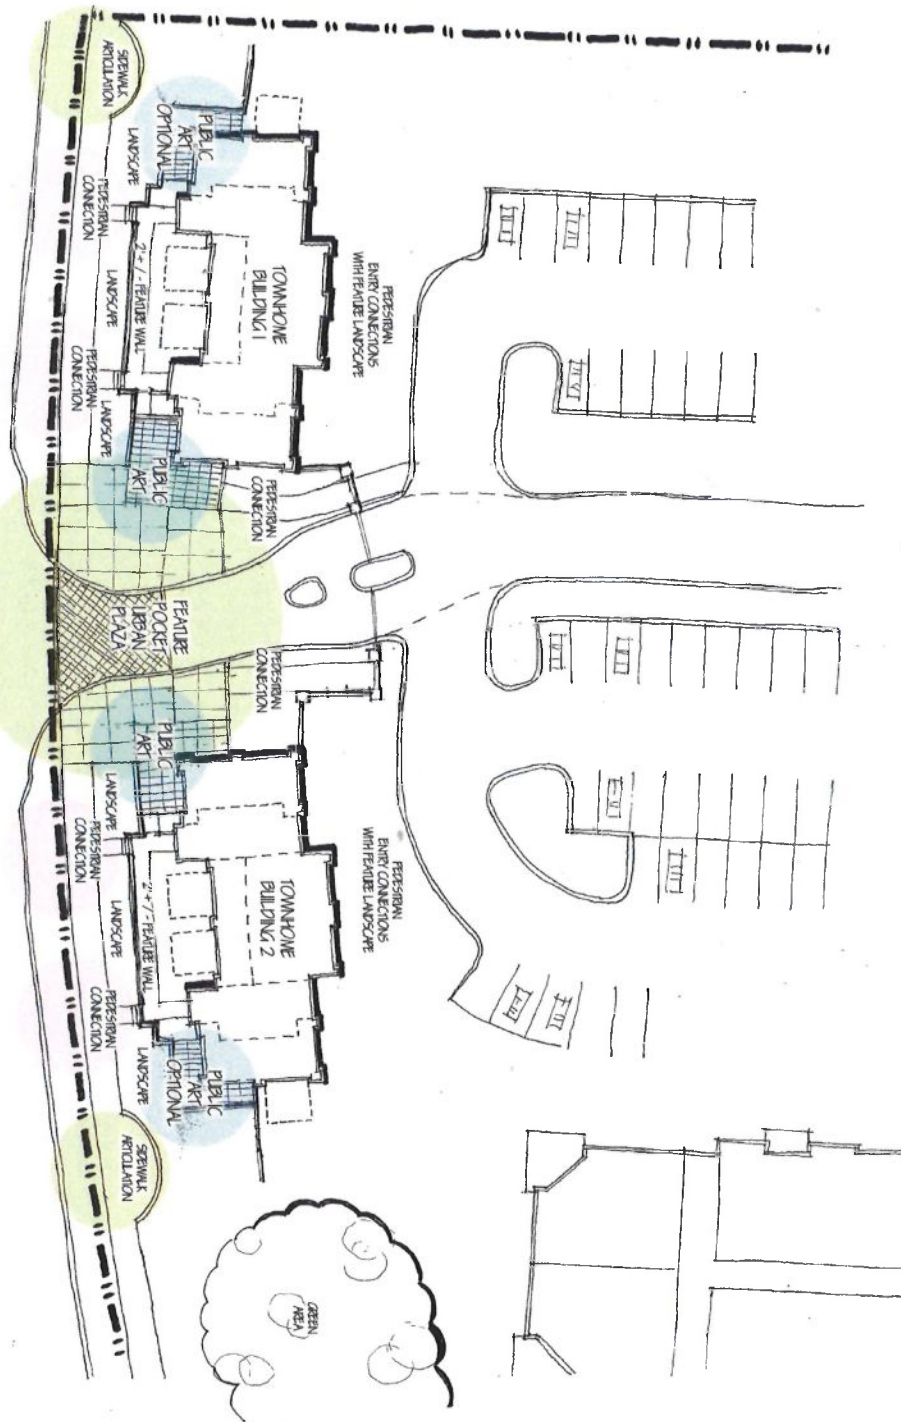 SIDEWALK
ARTICULATION
PUBLIC
ART
OPTIONAL
LANDSCAPE
PEDESTRIAN
CONNECTION
2'+/- FEATURE WALL
LANDSCAPE
TOWNHOME
BUILDING 1
PEDESTRIAN
ENTRY CONNECTIONS
WITH FEATURE LANDSCAPE
PEDESTRIAN
CONNECTION
LANDSCAPE
PUBLIC
ART
PEDESTRIAN
CONNECTION
FEATURE
POCKET
URBAN
PLAZA
PEDESTRIAN
CONNECTION
PUBLIC
ART
LANDSCAPE
PEDESTRIAN
CONNECTION
2'+/- FEATURE WALL
LANDSCAPE
TOWNHOME
BUILDING 2
PEDESTRIAN
ENTRY CONNECTIONS
WITH FEATURE LANDSCAPE
PEDESTRIAN
CONNECTION
LANDSCAPE
PUBLIC
ART
OPTIONAL
SIDEWALK
ARTICULATION
GREEN
AREA